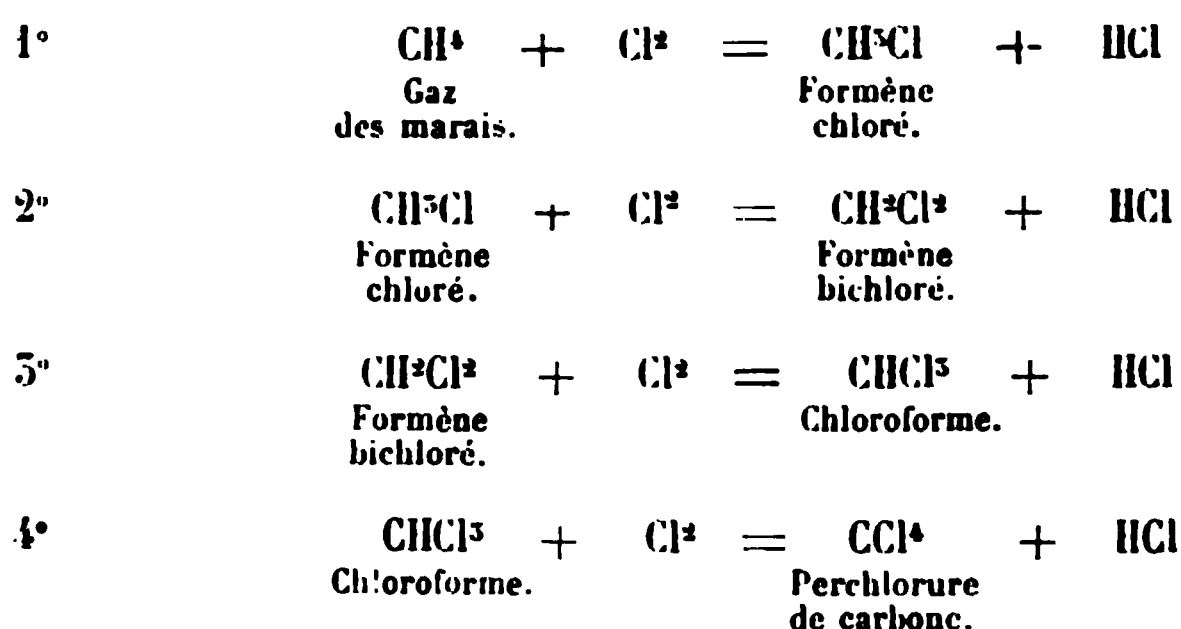 1° CH⁴ + Cl² = CH³Cl + HCl
Gaz Formène
des marais. chloré.
2° CH³Cl + Cl² = CH²Cl² + HCl
Formène Formène
chloré. bichloré.
3° CH²Cl² + Cl² = CHCl³ + HCl
Formène Chloroforme.
bichloré.
4° CHCl³ + Cl² = CCl⁴ + HCl
Chloroforme. Perchlorure
de carbone.